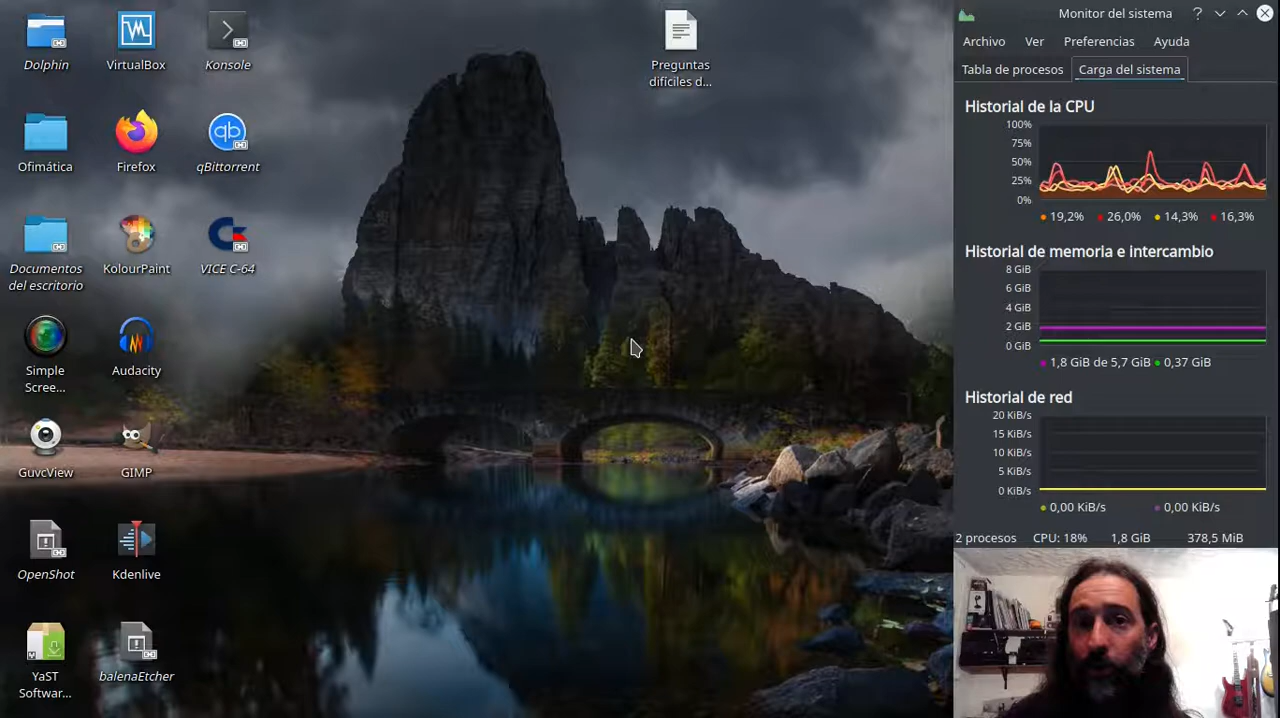 Dolphin
VirtualBox
Konsole
Preguntas
difíciles d...
Ofimática
Firefox
qBittorrent
Documentos
del escritorio
KolourPaint
VICE C-64
Simple
Scree...
Audacity
GuvcView
GIMP
OpenShot
Kdenlive
YaST
Softwar...
balenaEtcher
Monitor del sistema
Archivo Ver Preferencias Ayuda
Tabla de procesos Carga del sistema
Historial de la CPU
100%
75%
50%
25%
0%
19,2% 26,0% 14,3% 16,3%
Historial de memoria e intercambio
8 GiB
6 GiB
4 GiB
2 GiB
0 GiB
1,8 GiB de 5,7 GiB 0,37 GiB
Historial de red
20 KiB/s
15 KiB/s
10 KiB/s
5 KiB/s
0 KiB/s
0,00 KiB/s 0,00 KiB/s
2 procesos CPU: 18% 1,8 GiB 378,5 MiB